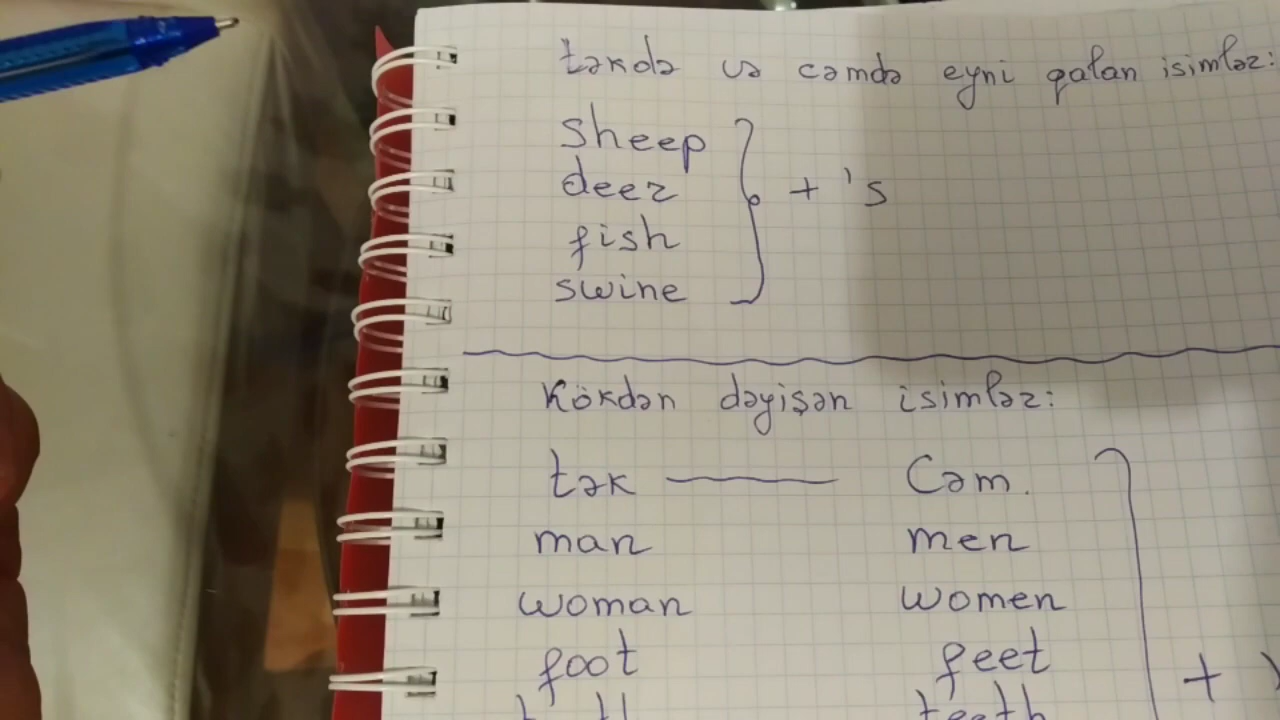 təkdə və cəmdə eyni qalan isimlər:
sheep
deer
fish + 's
swine
Kökdən dəyişən isimlər:
tək — Cəm.
man men
woman women
foot feet +
teeth